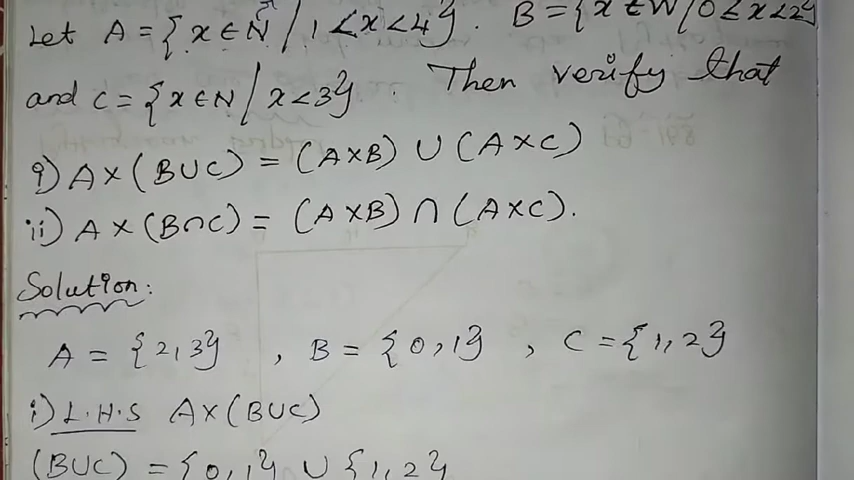 Let A = {x ∈ N / 1 < x < 4}. B = {x ∈ W / 0 ≤ x < 2}
and C = {x ∈ N / x < 3}. Then verify that
i) A × (B ∪ C) = (A × B) ∪ (A × C)
ii) A × (B ∩ C) = (A × B) ∩ (A × C).
Solution:
A = {2, 3}, B = {0, 1}, C = {1, 2}
i) L.H.S A × (B ∪ C)
(B ∪ C) = {0, 1} ∪ {1, 2}